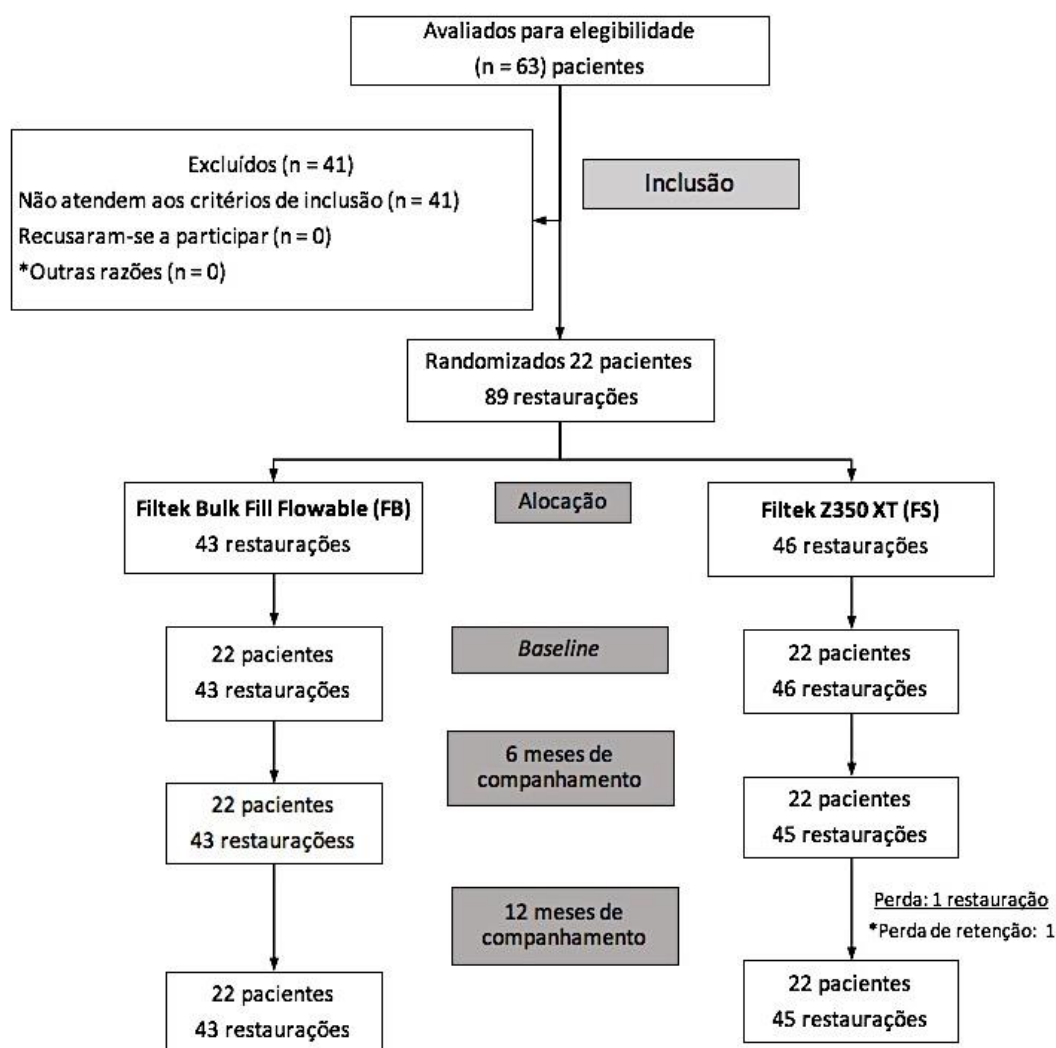 Avaliados para elegibilidade
(n = 63) pacientes
Excluídos (n = 41)
Não atendem aos critérios de inclusão (n = 41)
Recusaram-se a participar (n = 0)
*Outras razões (n = 0)
Inclusão
Randomizados 22 pacientes
89 restaurações
Filtek Bulk Fill Flowable (FB)
43 restaurações
Alocação
Filtek Z350 XT (FS)
46 restaurações
22 pacientes
43 restaurações
Baseline
22 pacientes
46 restaurações
6 meses de
companhamento
22 pacientes
43 restauraçõess
22 pacientes
45 restaurações
12 meses de
companhamento
Perda: 1 restauração
*Perda de retenção: 1
22 pacientes
43 restaurações
22 pacientes
45 restaurações